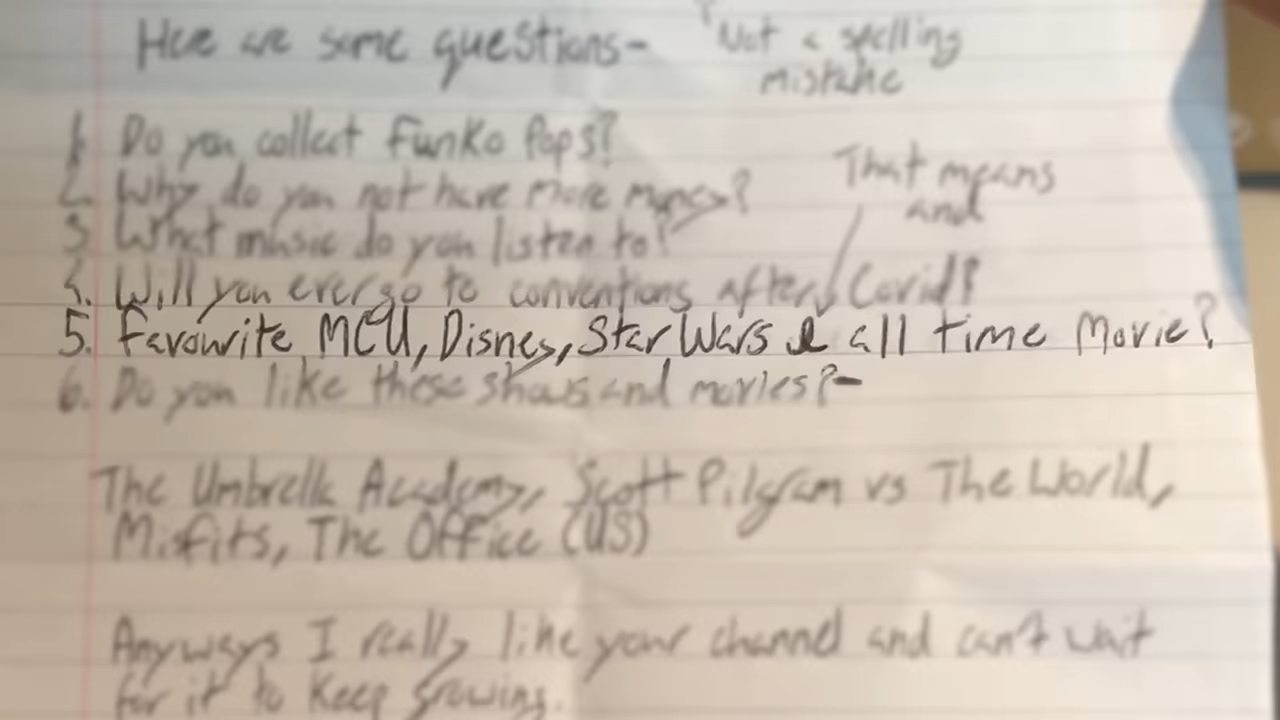 Here are some questions-
Not a spelling
mistake
1. Do you collect Funko Pops?
2. Why do you not have more
3. What music do you listen to?
That means
and
4. Will you ever go to conventions after Covid?
5. Favourite MCU, Disney, Star Wars & all time Movie?
6. Do you like these shows and movies?-
The Umbrella Academy, Scott Pilgram vs The World,
Misfits, The Office (US)
Anyways I really like your channel and can't wait
for it to keep growing.